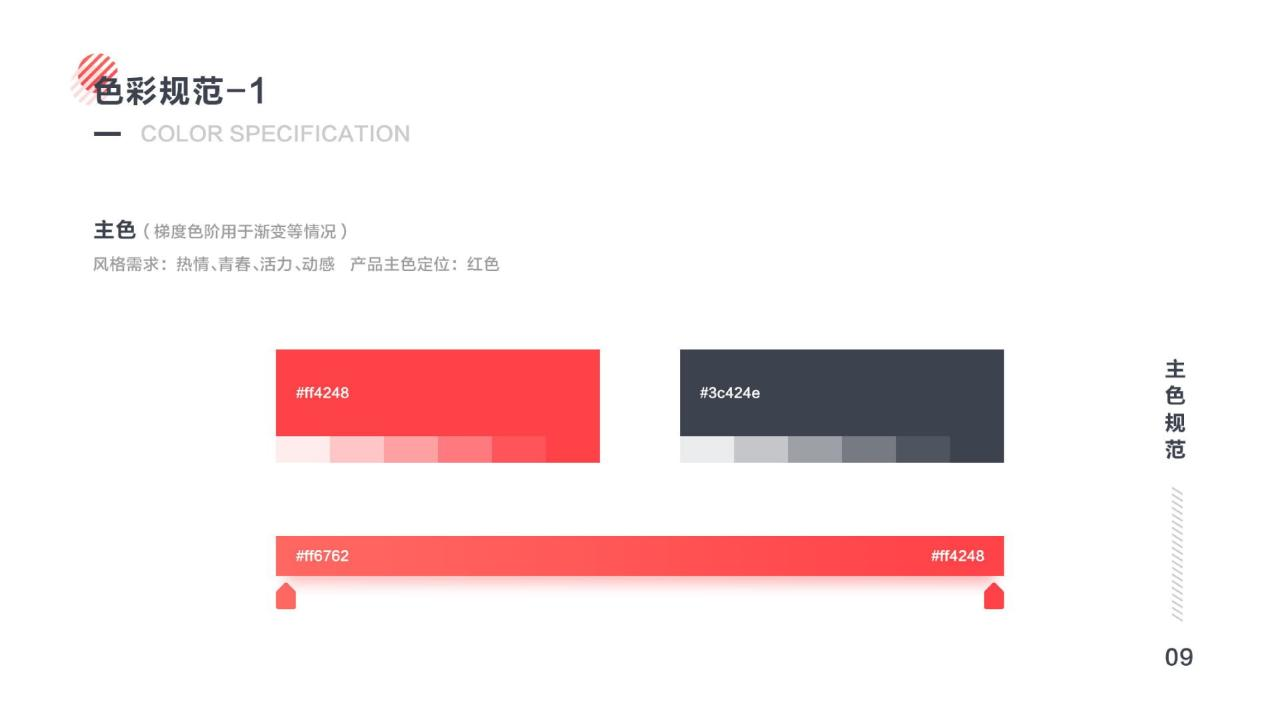 色彩规范-1
COLOR SPECIFICATION
主色（梯度色阶用于渐变等情况）
风格需求：热情、青春、活力、动感 产品主色定位：红色
#ff4248
#3c424e
#ff6762
#ff4248
主色规范
09